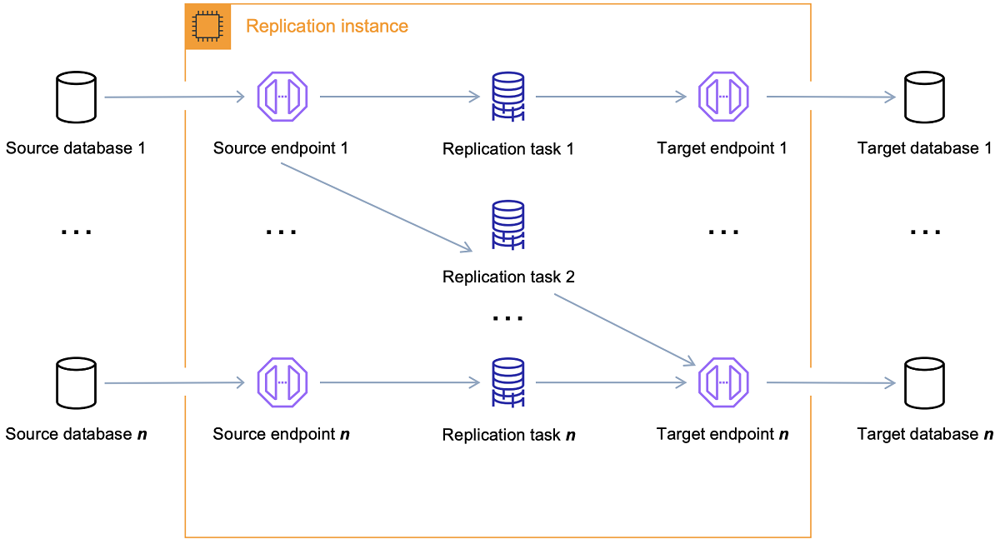 Replication instance
Source database 1
Source endpoint 1
Replication task 1
Target endpoint 1
Target database 1
... ... ... ...
Replication task 2
...
Source database n
Source endpoint n
Replication task n
Target endpoint n
Target database n